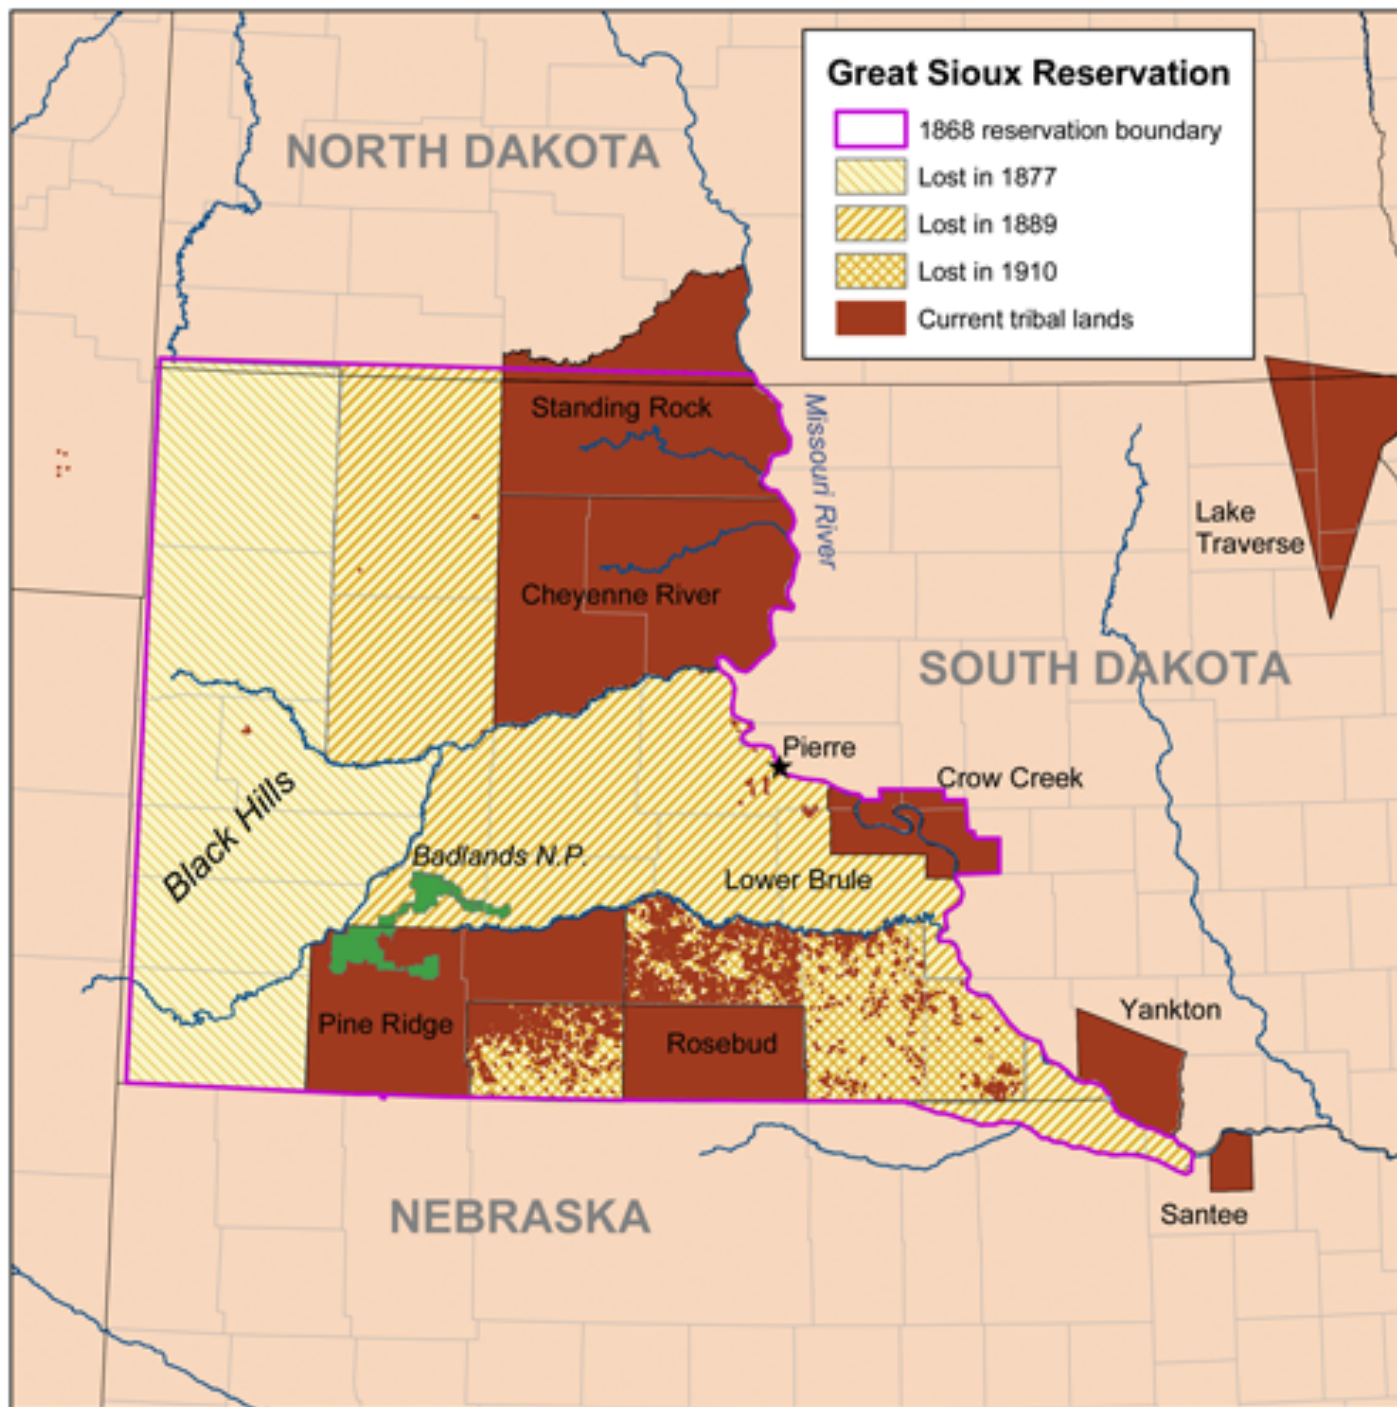 Great Sioux Reservation
1868 reservation boundary
Lost in 1877
Lost in 1889
Lost in 1910
Current tribal lands
NORTH DAKOTA
Standing Rock
Missouri River
Lake
Traverse
Cheyenne River
SOUTH DAKOTA
Pierre
Crow Creek
Black Hills
Badlands N.P.
Lower Brule
Yankton
Pine Ridge
Rosebud
NEBRASKA
Santee